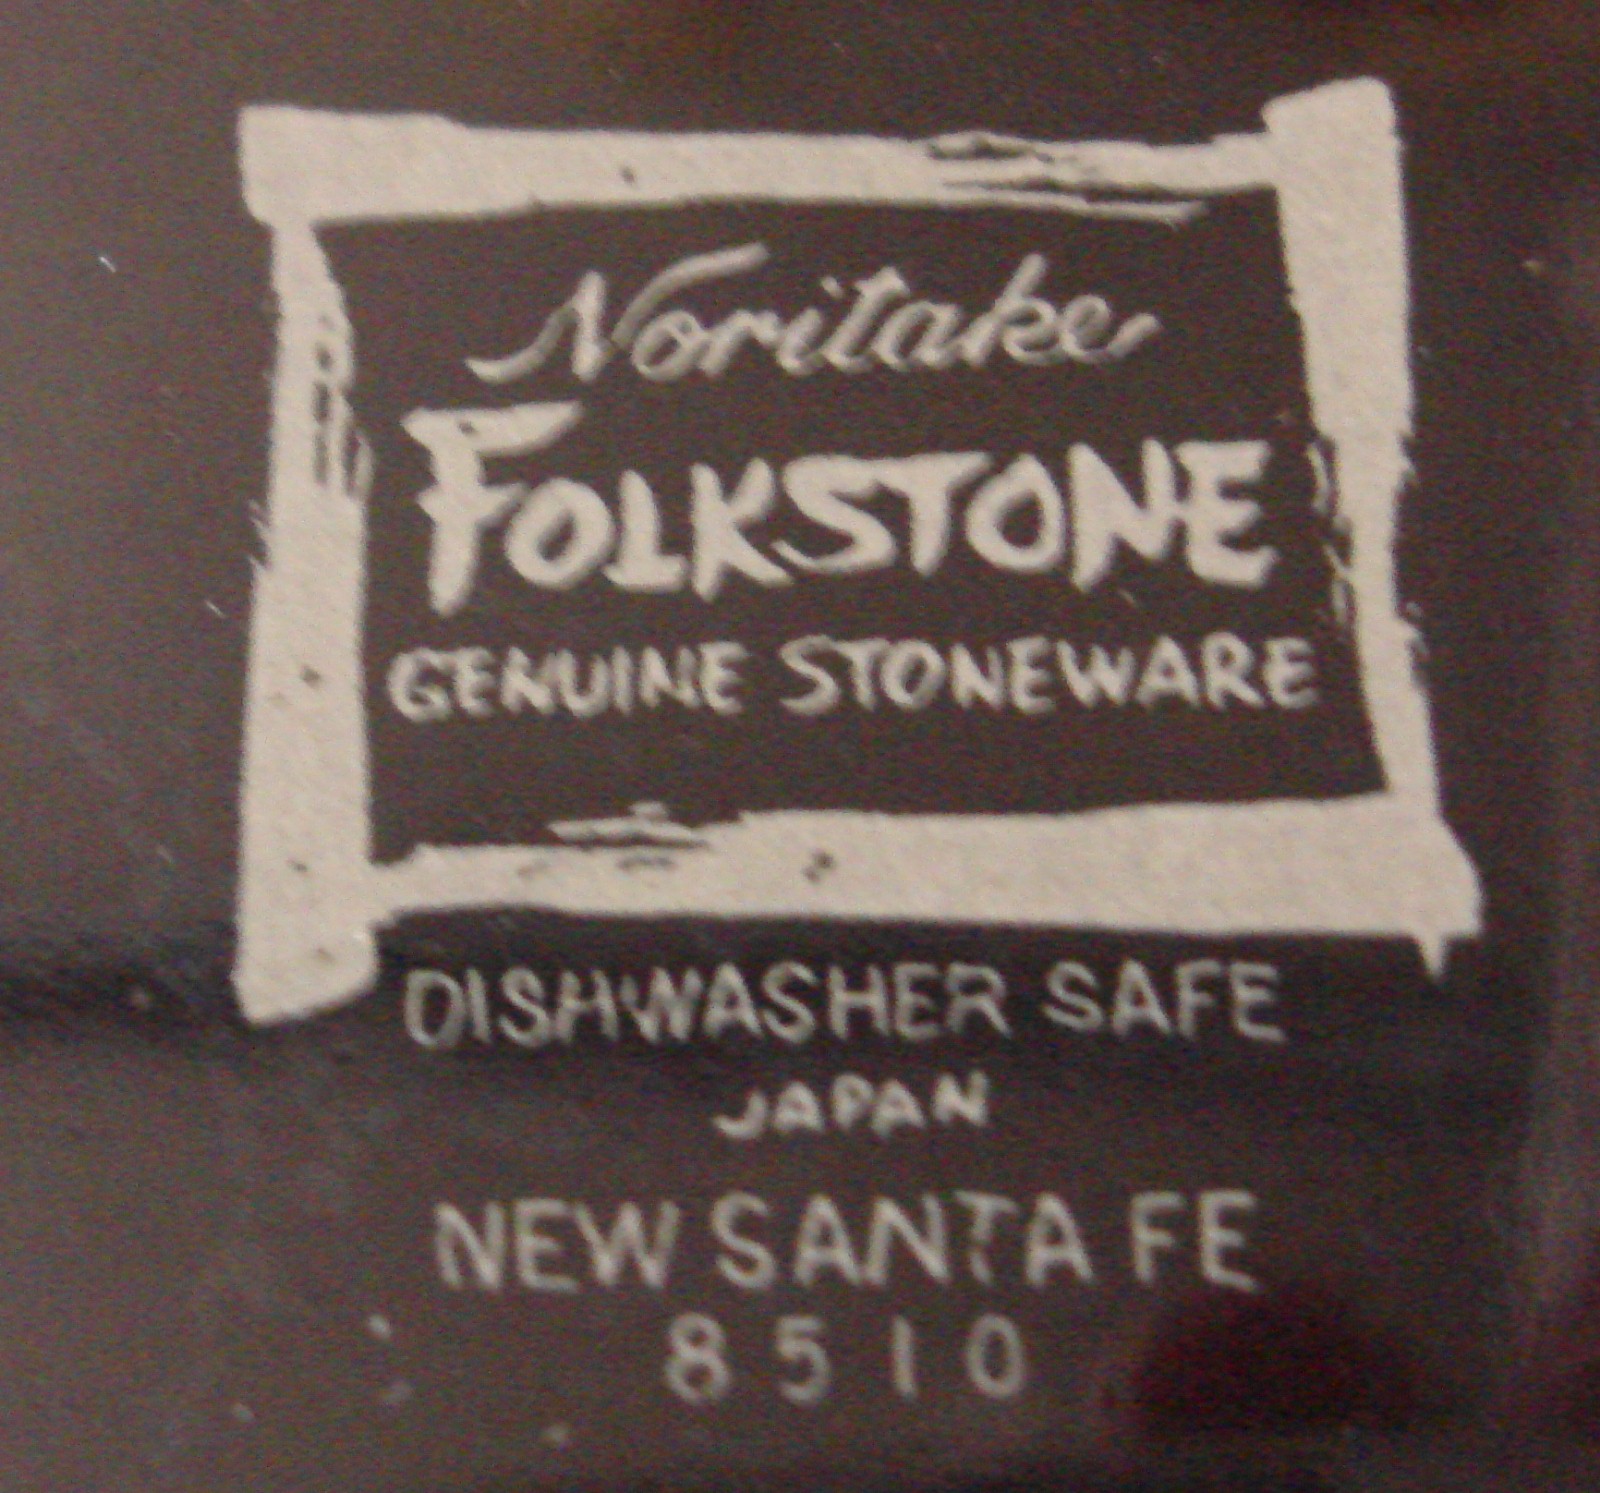 Noritake
FOLKSTONE
GENUINE STONEWARE
DISHWASHER SAFE
JAPAN
NEW SANTA FE
8510